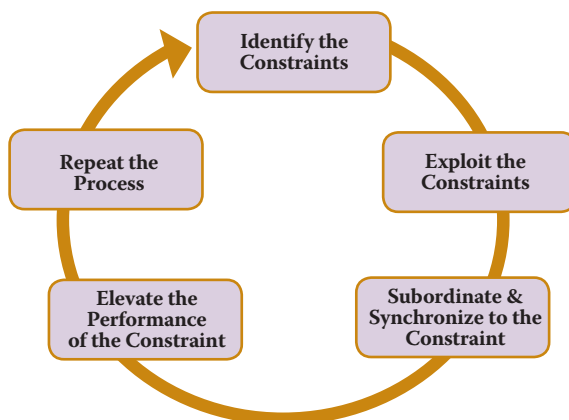 Identify the
Constraints
Exploit the
Constraints
Subordinate &
Synchronize to the
Constraint
Elevate the
Performance
of the Constraint
Repeat the
Process